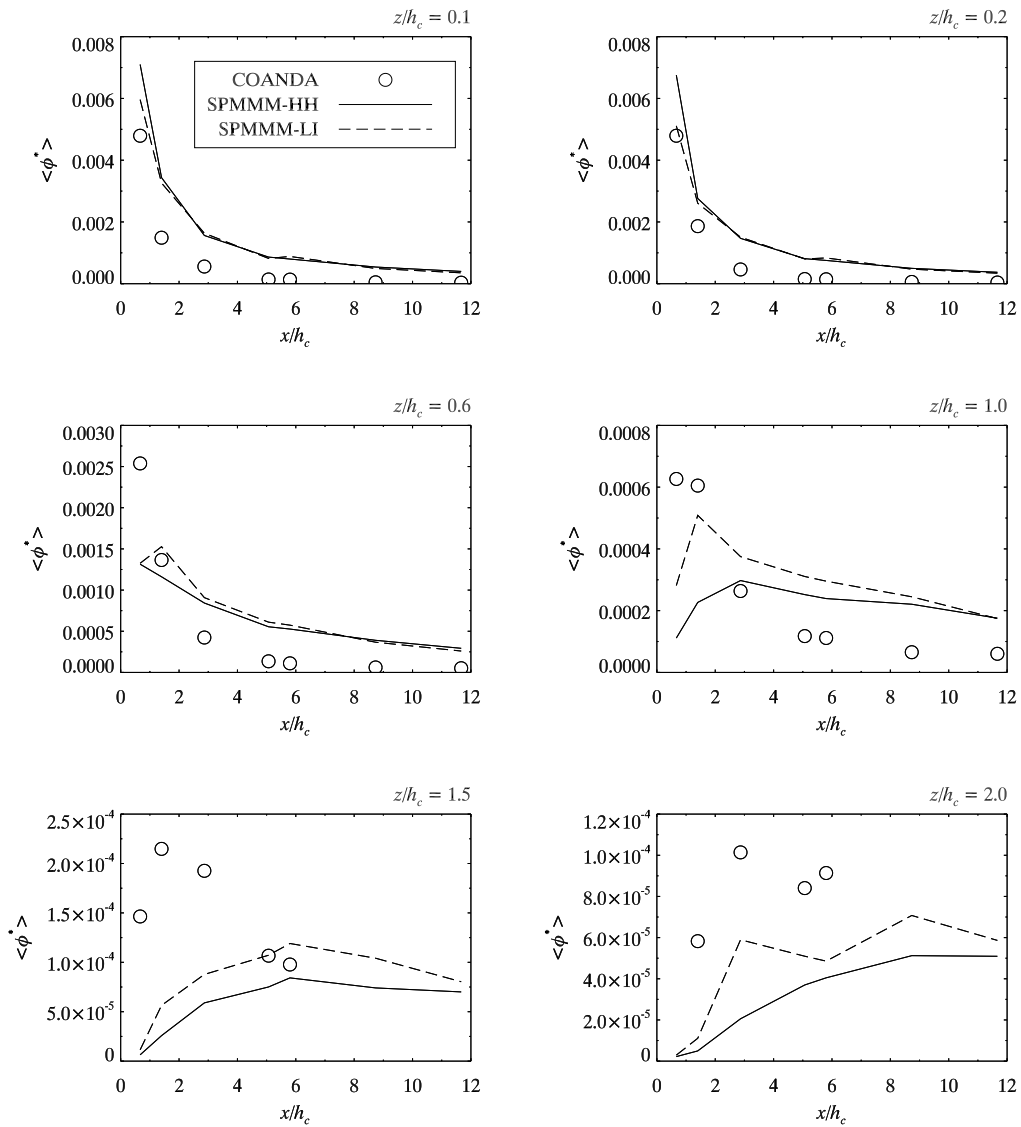 z/h_c = 0.1
0.008
0.006
0.004
0.002
0.000
<ϕ*>
COANDA
SPMMM-HH
SPMMM-LI
0 2 4 6 8 10 12
x/h_c
z/h_c = 0.2
0.008
0.006
0.004
0.002
0.000
<ϕ*>
0 2 4 6 8 10 12
x/h_c
z/h_c = 0.6
0.0030
0.0025
0.0020
0.0015
0.0010
0.0005
0.0000
<ϕ*>
0 2 4 6 8 10 12
x/h_c
z/h_c = 1.0
0.0008
0.0006
0.0004
0.0002
0.0000
<ϕ*>
0 2 4 6 8 10 12
x/h_c
z/h_c = 1.5
2.5×10⁻⁴
2.0×10⁻⁴
1.5×10⁻⁴
1.0×10⁻⁴
5.0×10⁻⁵
0
<ϕ*>
0 2 4 6 8 10 12
x/h_c
z/h_c = 2.0
1.2×10⁻⁴
1.0×10⁻⁴
8.0×10⁻⁵
6.0×10⁻⁵
4.0×10⁻⁵
2.0×10⁻⁵
0
<ϕ*>
0 2 4 6 8 10 12
x/h_c